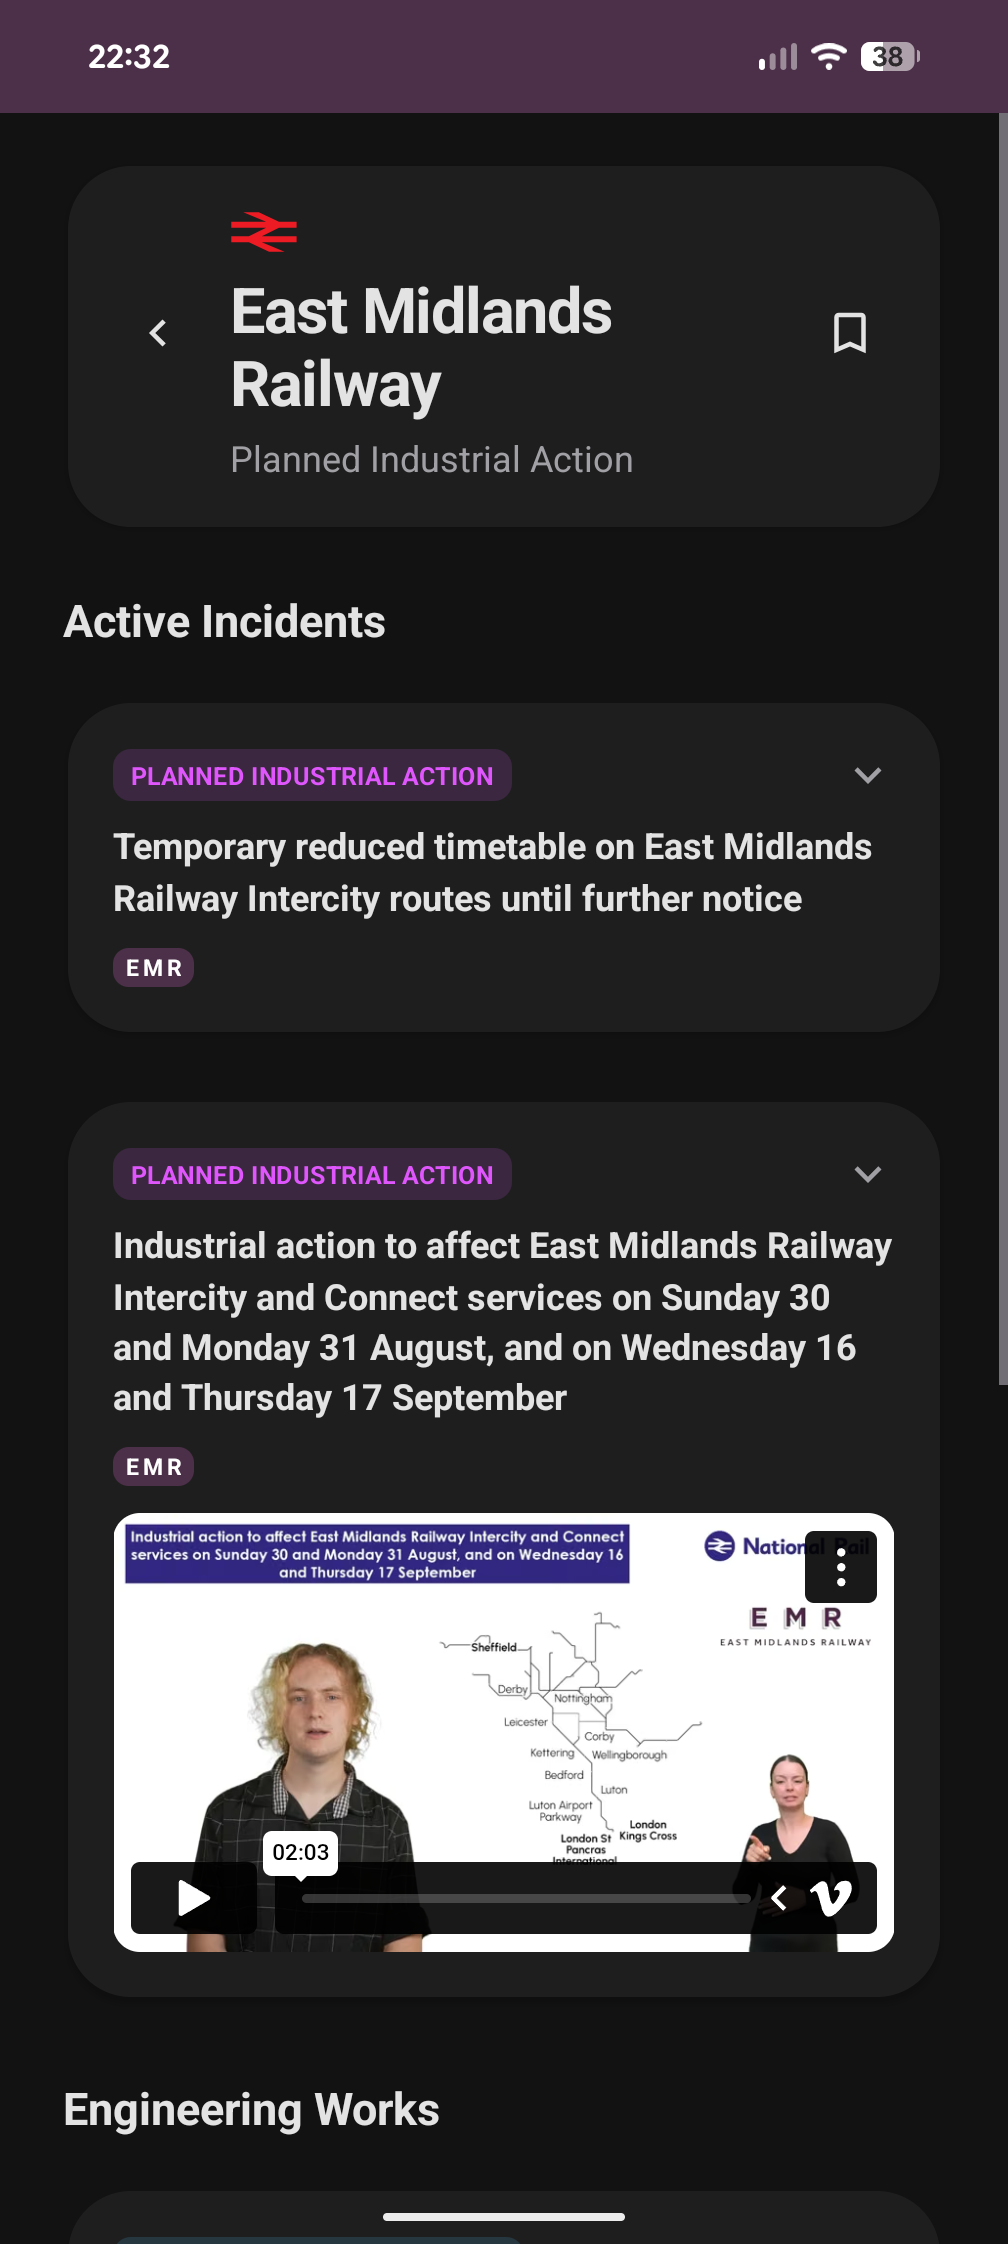 22:32
38
East Midlands
Railway
Planned Industrial Action
Active Incidents
PLANNED INDUSTRIAL ACTION
Temporary reduced timetable on East Midlands
Railway Intercity routes until further notice
EMR
PLANNED INDUSTRIAL ACTION
Industrial action to affect East Midlands Railway
Intercity and Connect services on Sunday 30
and Monday 31 August, and on Wednesday 16
and Thursday 17 September
EMR
Industrial action to affect East Midlands Railway Intercity and Connect
services on Sunday 30 and Monday 31 August, and on Wednesday 16
and Thursday 17 September
National Rail
EMR
EAST MIDLANDS RAILWAY
Sheffield
Derby
Nottingham
Leicester
Corby
Kettering
Wellingborough
Bedford
Luton
Luton Airport
Parkway
London
Kings Cross
London St
Pancras
International
02:03
Engineering Works